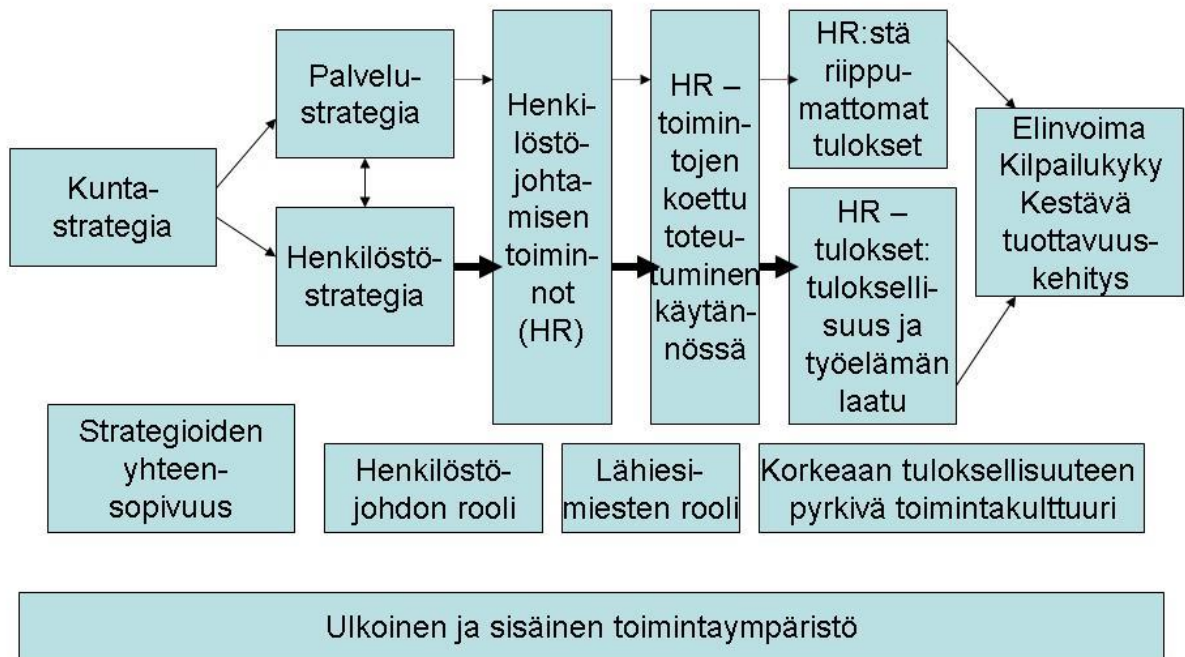 Kunta-
strategia
Palvelu-
strategia
Henkilöstö-
strategia
Henki-
löstö-
johta-
misen
toimin-
not
(HR)
HR –
toimin-
tojen
koettu
toteu-
tuminen
käytän-
nössä
HR:stä
riippu-
mattomat
tulokset
HR –
tulokset:
tuloksellі-
suus ja
työelämän
laatu
Elinvoima
Kilpailukyky
Kestävä
tuottavuus-
kehitys
Strategioiden
yhteen-
sopivuus
Henkilöstö-
johdon rooli
Lähiesi-
miesten rooli
Korkeaan tuloksellisuuteen
pyrkivä toimintakulttuuri
Ulkoinen ja sisäinen toimintaympäristö